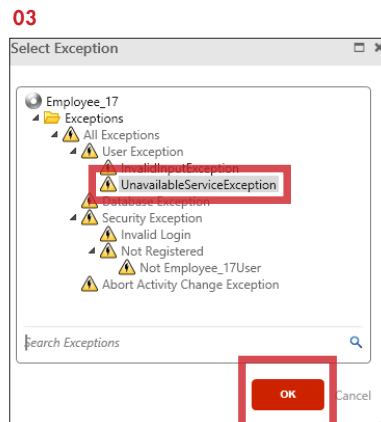 03
Select Exception
Employee_17
Exceptions
All Exceptions
User Exception
InvalidInputException
UnavailableServiceException
Database Exception
Security Exception
Invalid Login
Not Registered
Not Employee_17User
Abort Activity Change Exception
Search Exceptions
OK
Cancel